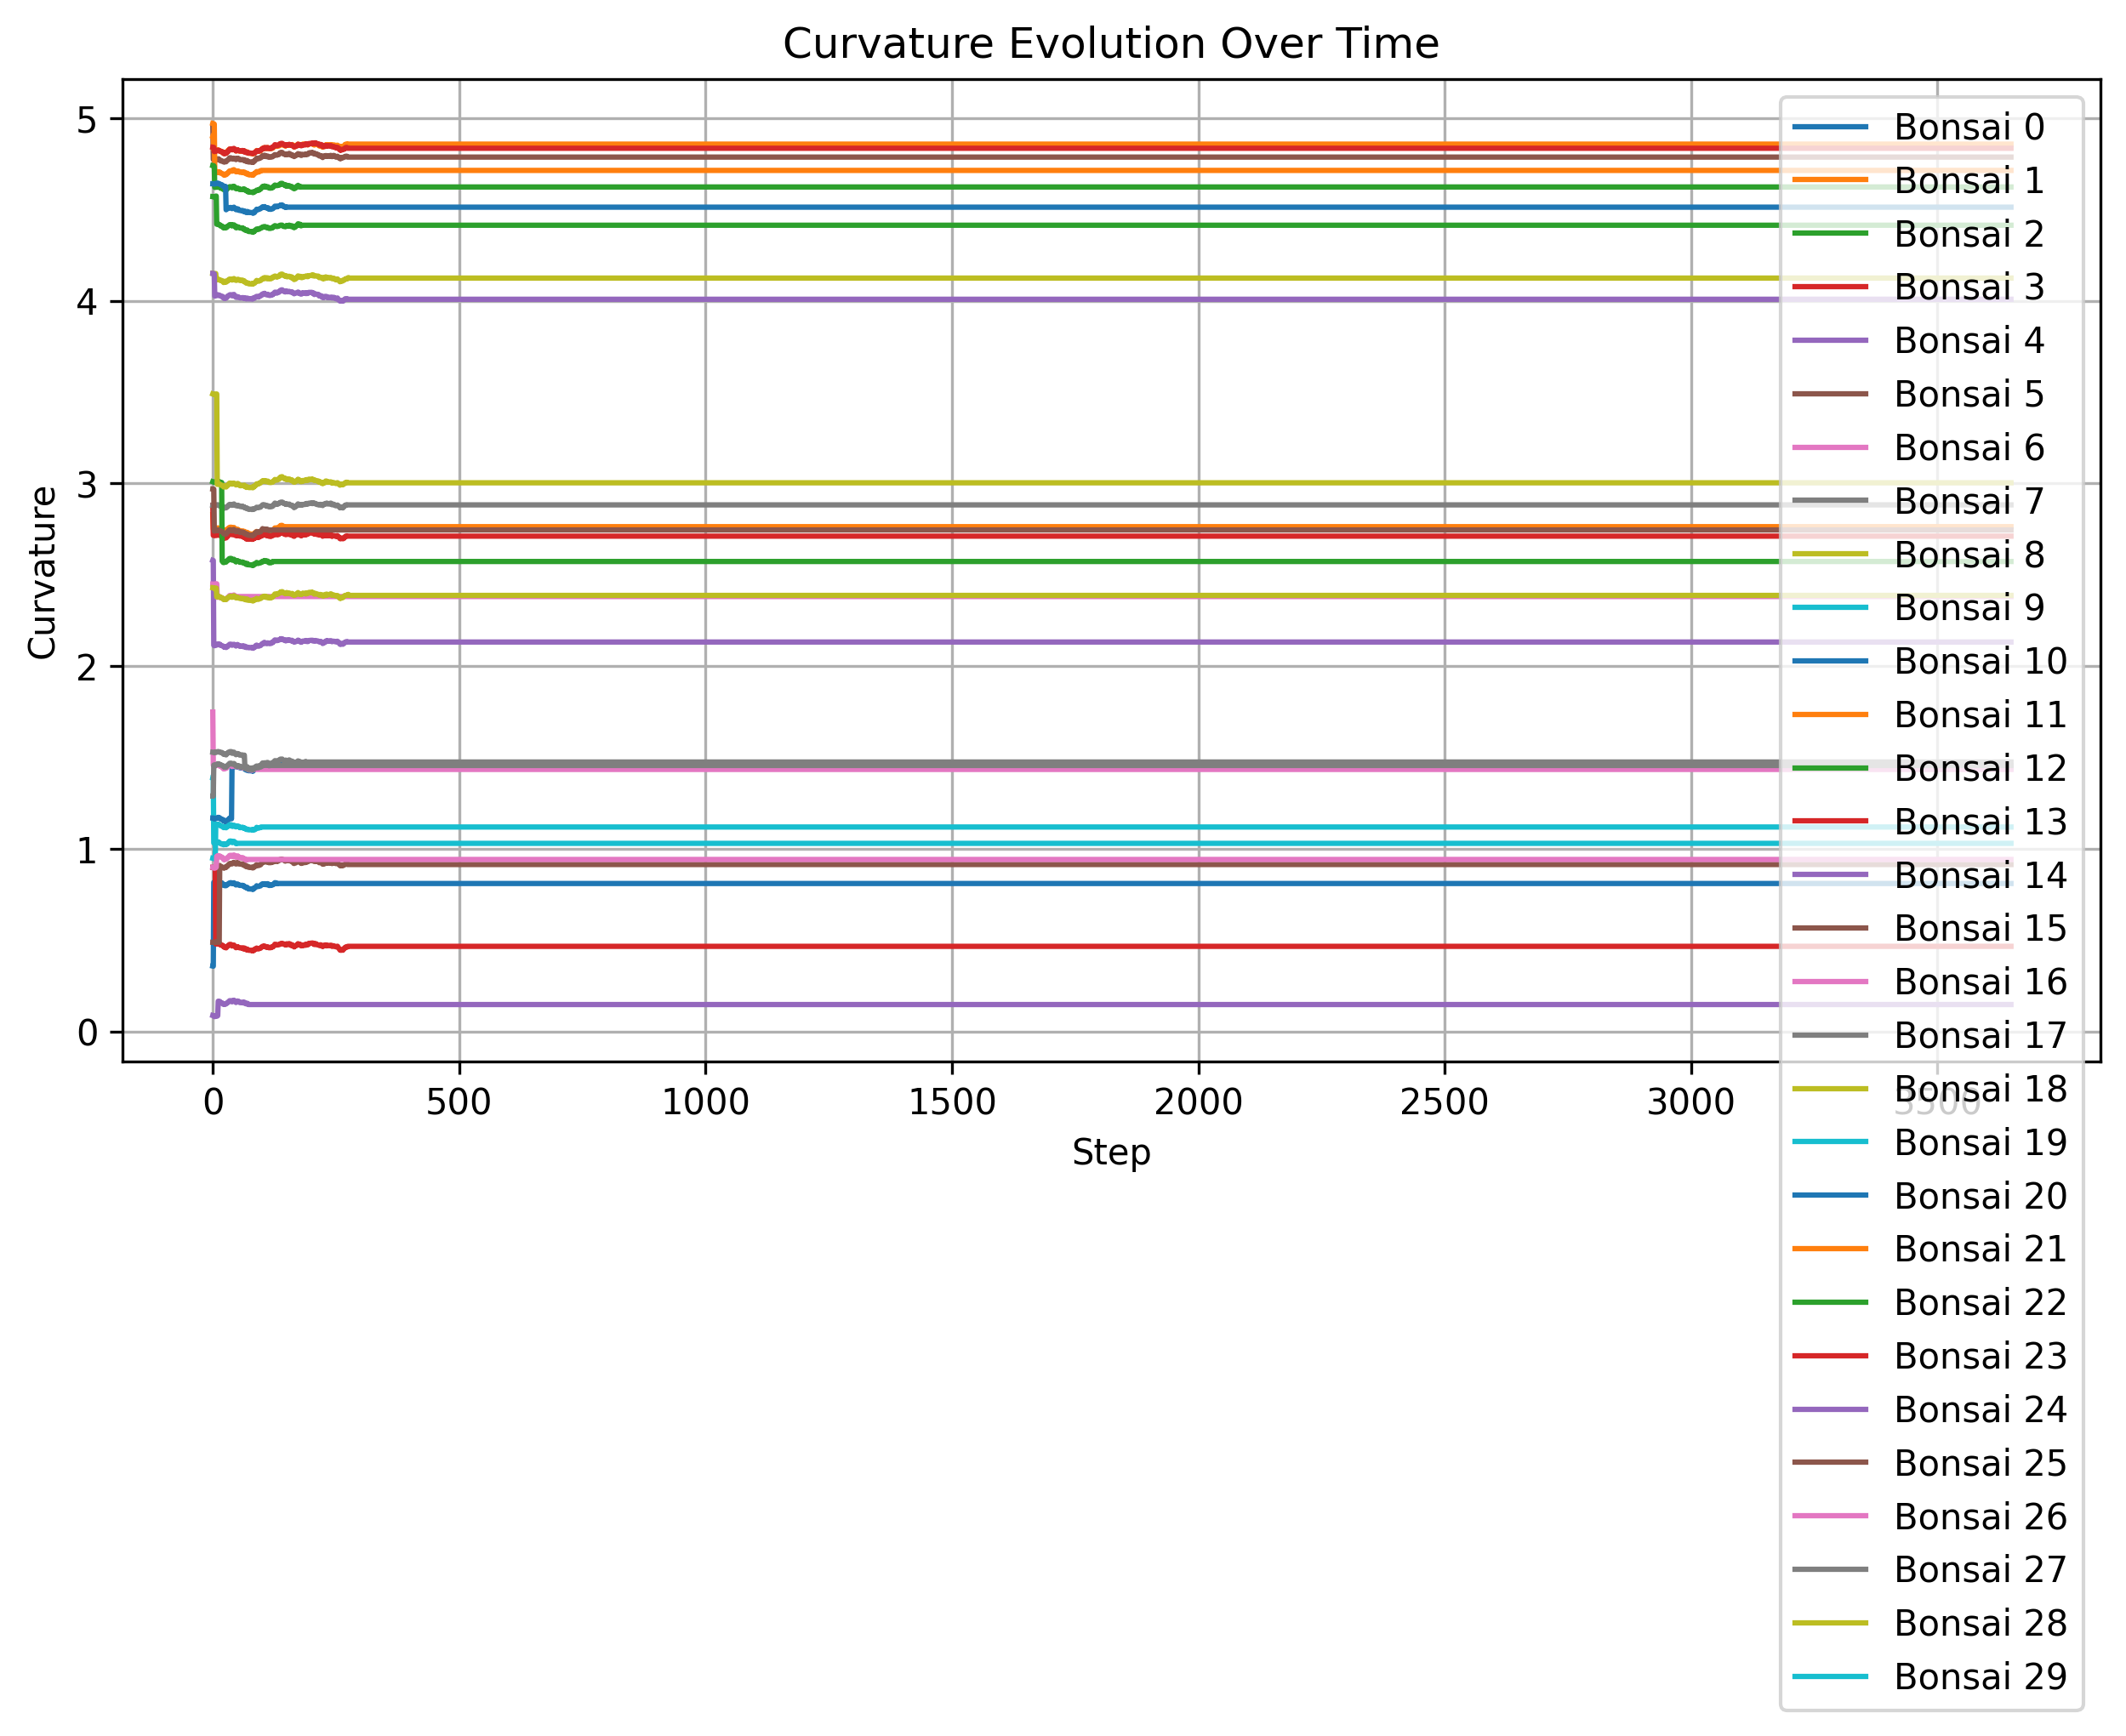 Curvature Evolution Over Time
Curvature
5
4
3
2
1
0
0
500
1000
1500
2000
2500
3000
3500
Step
Bonsai 0
Bonsai 1
Bonsai 2
Bonsai 3
Bonsai 4
Bonsai 5
Bonsai 6
Bonsai 7
Bonsai 8
Bonsai 9
Bonsai 10
Bonsai 11
Bonsai 12
Bonsai 13
Bonsai 14
Bonsai 15
Bonsai 16
Bonsai 17
Bonsai 18
Bonsai 19
Bonsai 20
Bonsai 21
Bonsai 22
Bonsai 23
Bonsai 24
Bonsai 25
Bonsai 26
Bonsai 27
Bonsai 28
Bonsai 29